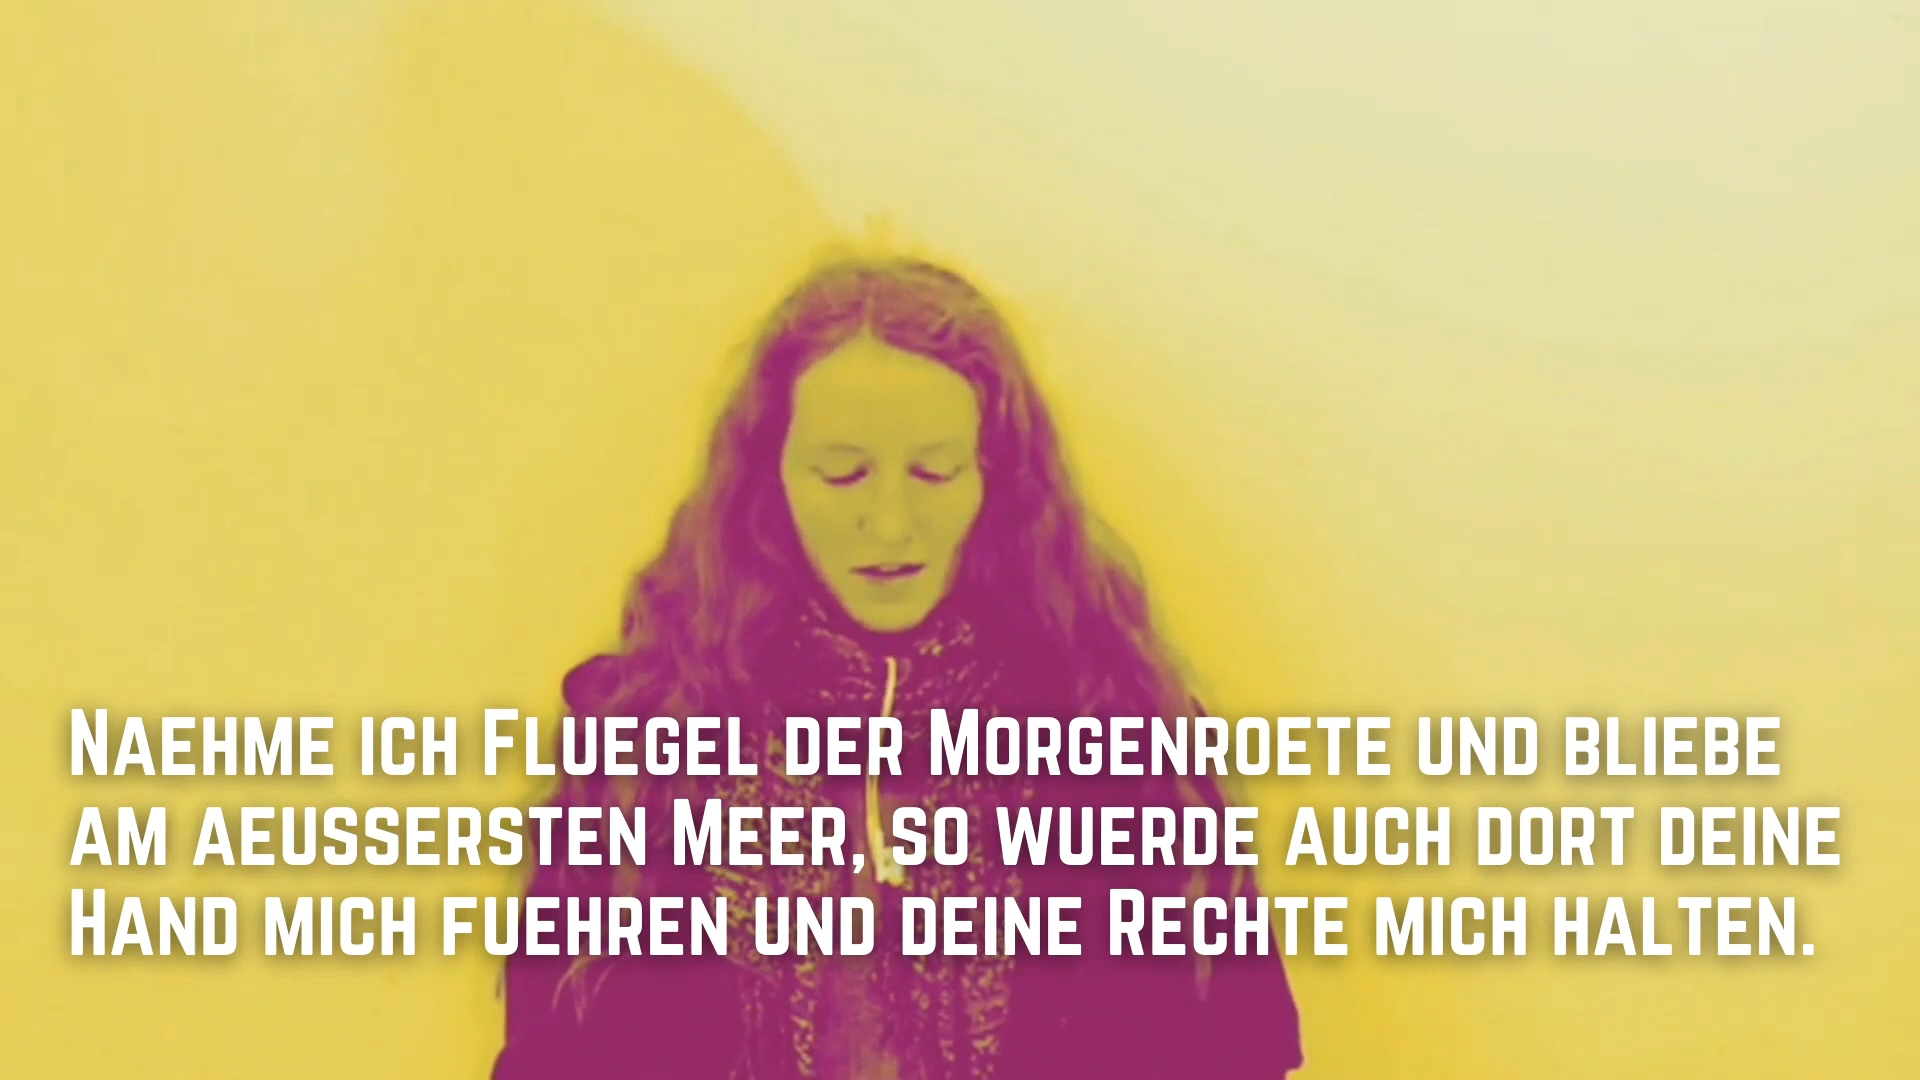 Naehme ich Fluegel der Morgenroete und bliebe
am aeussersten Meer, so wuerde auch dort deine
Hand mich fuehren und deine Rechte mich halten.